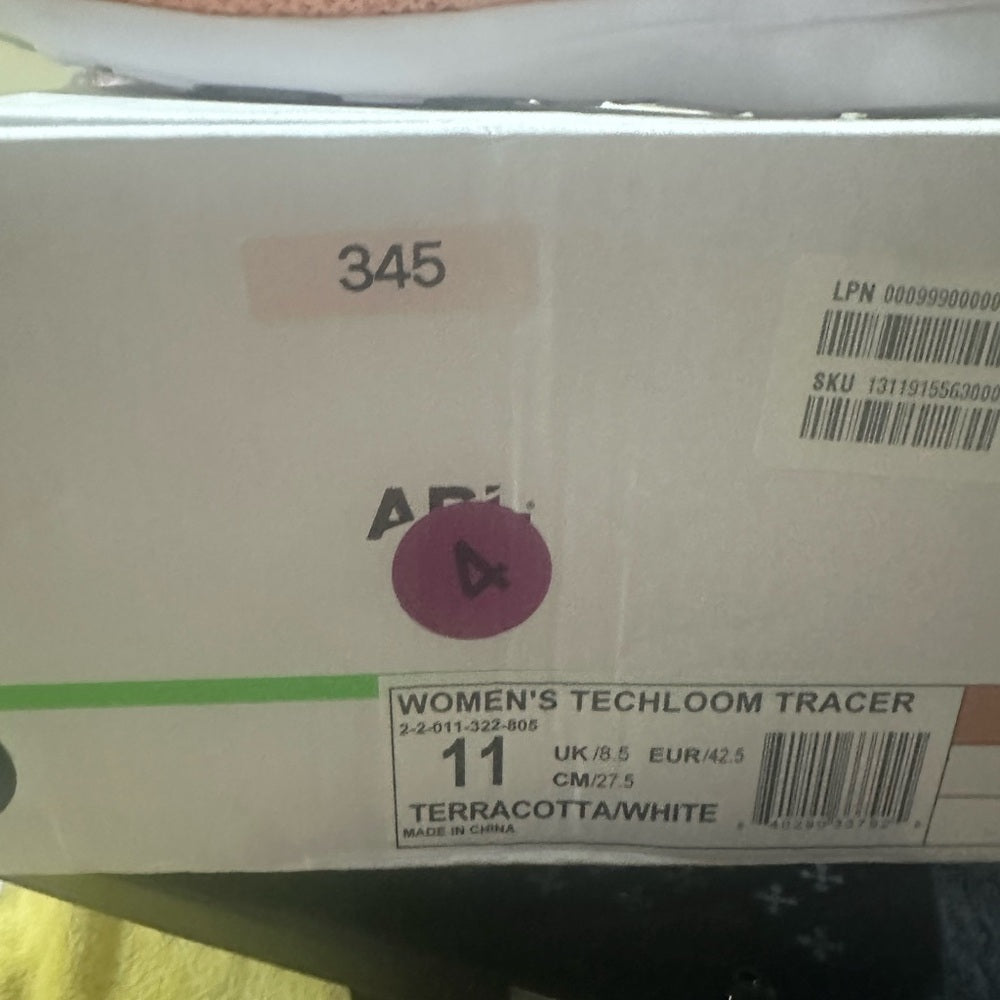 345
LPN 00099900000
SKU 1311915563000
4
WOMEN'S TECHLOOM TRACER
2-2-011-322-805
11
UK/8.5 EUR/42.5
CM/27.5
TERRACOTTA/WHITE
MADE IN CHINA